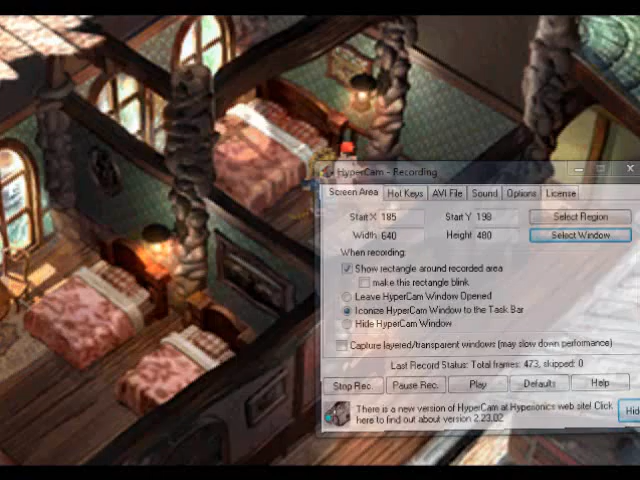 HyperCam - Recording
Screen Area Hot Keys AVI File Sound Options License
Start X 185 Start Y 198 Select Region
Width 640 Height 480 Select Window
When recording:
Show rectangle around recorded area
make this rectangle blink
Leave HyperCam Window Opened
Iconize HyperCam Window to the Task Bar
Hide HyperCam Window
Capture layered/transparent windows (may slow down performance)
Last Record Status: Total frames: 473, skipped: 0
Stop Rec. Pause Rec. Play Defaults Help
There is a new version of HyperCam at Hyperionics web site! Click
here to find out about version 2.23.02
Hid